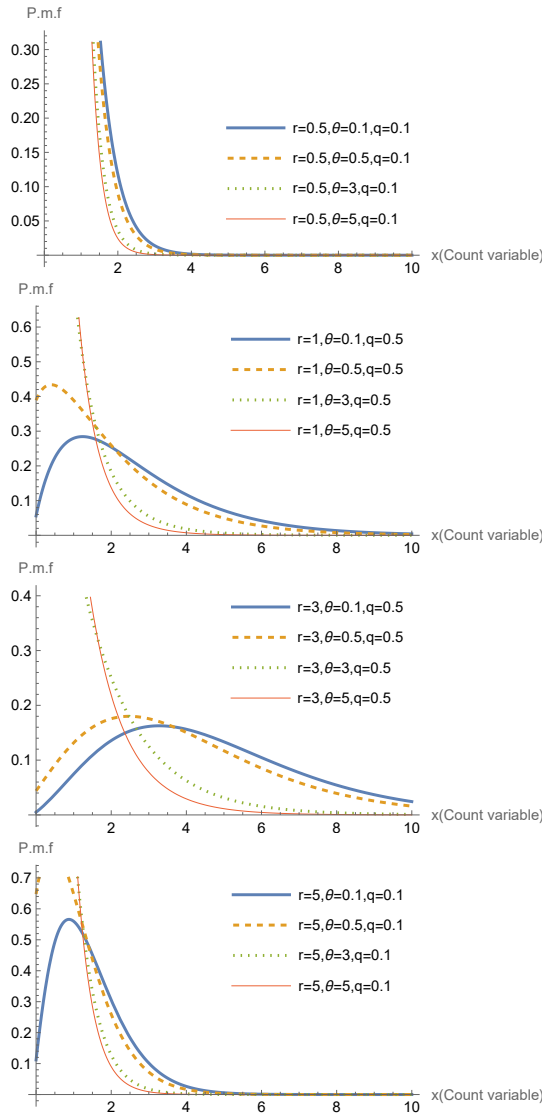 P.m.f
0.30
0.25
0.20
0.15
0.10
0.05
r=0.5,θ=0.1,q=0.1
r=0.5,θ=0.5,q=0.1
r=0.5,θ=3,q=0.1
r=0.5,θ=5,q=0.1
2 4 6 8 10
x(Count variable)
P.m.f
0.6
0.5
0.4
0.3
0.2
0.1
r=1,θ=0.1,q=0.5
r=1,θ=0.5,q=0.5
r=1,θ=3,q=0.5
r=1,θ=5,q=0.5
2 4 6 8 10
x(Count variable)
P.m.f
0.4
0.3
0.2
0.1
r=3,θ=0.1,q=0.5
r=3,θ=0.5,q=0.5
r=3,θ=3,q=0.5
r=3,θ=5,q=0.5
2 4 6 8 10
x(Count variable)
P.m.f
0.7
0.6
0.5
0.4
0.3
0.2
0.1
r=5,θ=0.1,q=0.1
r=5,θ=0.5,q=0.1
r=5,θ=3,q=0.1
r=5,θ=5,q=0.1
2 4 6 8 10
x(Count variable)